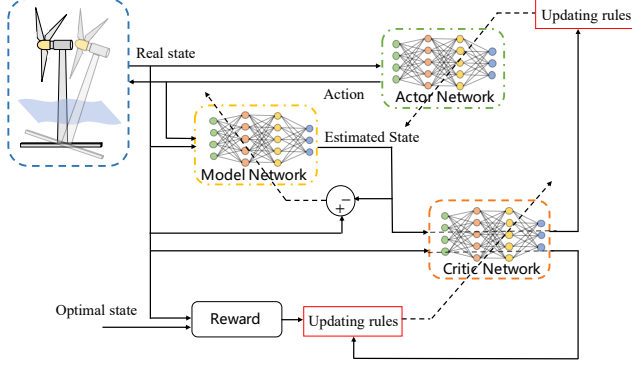 Updating rules
Real state
Action
Actor Network
Estimated State
Model Network
−
+
Critic Network
Optimal state
Reward
Updating rules